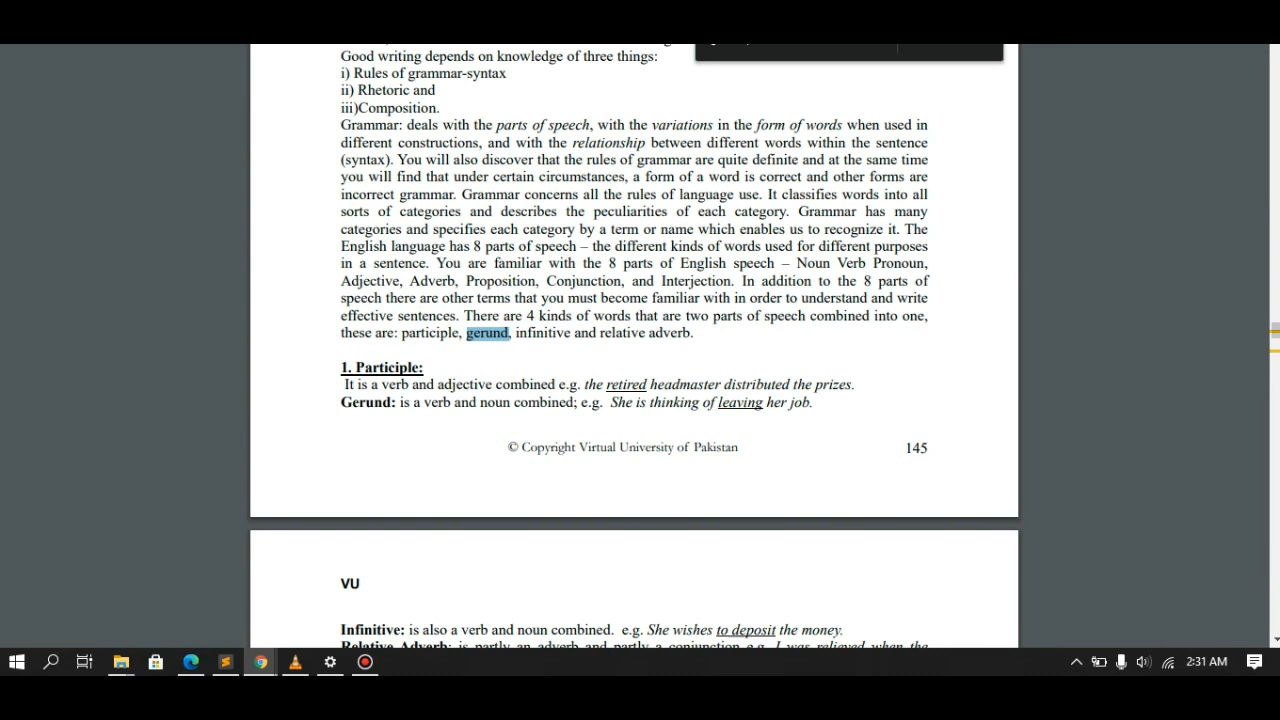 Good writing depends on knowledge of three things:
i) Rules of grammar-syntax
ii) Rhetoric and
iii)Composition.
Grammar: deals with the parts of speech, with the variations in the form of words when used in
different constructions, and with the relationship between different words within the sentence
(syntax). You will also discover that the rules of grammar are quite definite and at the same time
you will find that under certain circumstances, a form of a word is correct and other forms are
incorrect grammar. Grammar concerns all the rules of language use. It classifies words into all
sorts of categories and describes the peculiarities of each category. Grammar has many
categories and specifies each category by a term or name which enables us to recognize it. The
English language has 8 parts of speech – the different kinds of words used for different purposes
in a sentence. You are familiar with the 8 parts of English speech – Noun Verb Pronoun,
Adjective, Adverb, Proposition, Conjunction, and Interjection. In addition to the 8 parts of
speech there are other terms that you must become familiar with in order to understand and write
effective sentences. There are 4 kinds of words that are two parts of speech combined into one,
these are: participle, gerund, infinitive and relative adverb.
1. Participle:
It is a verb and adjective combined e.g. the retired headmaster distributed the prizes.
Gerund: is a verb and noun combined; e.g. She is thinking of leaving her job.
© Copyright Virtual University of Pakistan 145
VU
Infinitive: is also a verb and noun combined. e.g. She wishes to deposit the money.
Relative Adverb: is partly an adverb and partly a conjunction e.g. I was relieved when the
2:31 AM